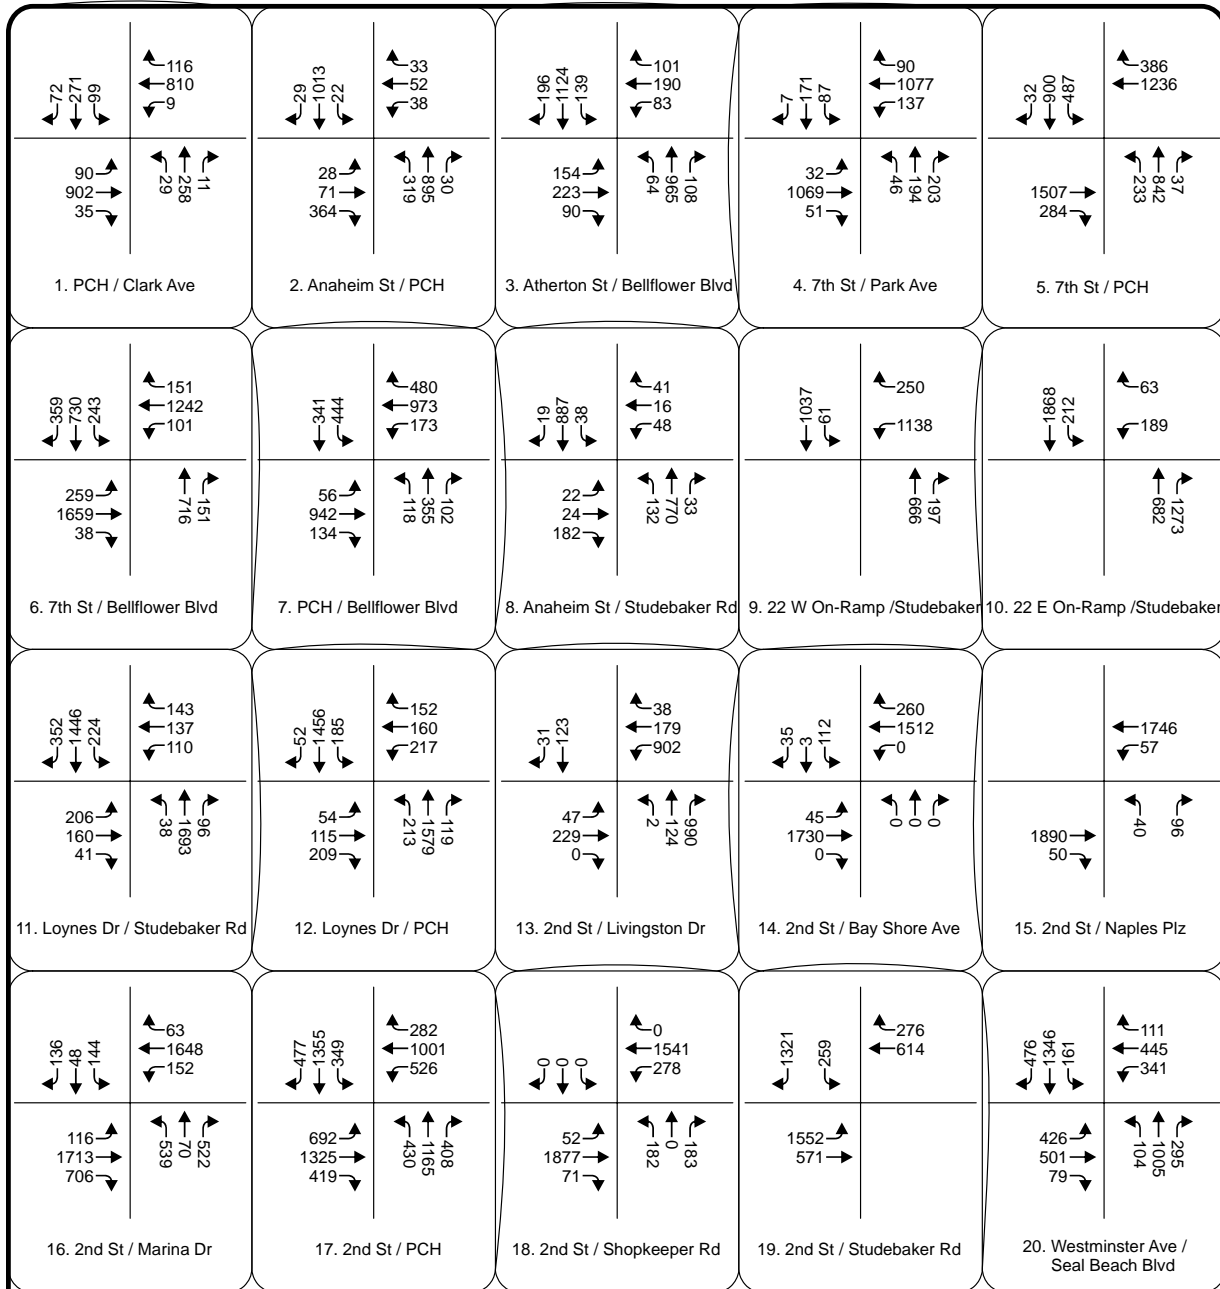 72 271 99
116
810
9
90
902
35
29 258 11
1. PCH / Clark Ave
29 1013 22
33
52
38
28
71
364
319 895 30
2. Anaheim St / PCH
196 1124 139
101
190
83
154
223
90
64 965 108
3. Atherton St / Bellflower Blvd
7 171 87
90
1077
137
32
1069
51
46 194 203
4. 7th St / Park Ave
32 900 487
386
1236
1507
284
233 842 37
5. 7th St / PCH
359 730 243
151
1242
101
259
1659
38
716 151
6. 7th St / Bellflower Blvd
341 444
480
973
173
56
942
134
118 355 102
7. PCH / Bellflower Blvd
19 887 38
41
16
48
22
24
182
132 770 33
8. Anaheim St / Studebaker Rd
1037 61
250
1138
666 197
9. 22 W On-Ramp /Studebaker
1868 212
63
189
682 1273
10. 22 E On-Ramp /Studebaker
352 1446 224
143
137
110
206
160
41
38 1693 96
11. Loynes Dr / Studebaker Rd
52 1456 185
152
160
217
54
115
209
213 1579 119
12. Loynes Dr / PCH
31 123
38
179
902
47
229
0
2 124 990
13. 2nd St / Livingston Dr
35 3 112
260
1512
0
45
1730
0
0 0 0
14. 2nd St / Bay Shore Ave
1746
57
1890
50
40 96
15. 2nd St / Naples Plz
136 48 144
63
1648
152
116
1713
706
539 70 522
16. 2nd St / Marina Dr
477 1355 349
282
1001
526
692
1325
419
430 1165 408
17. 2nd St / PCH
0 0 0
0
1541
278
52
1877
71
182 0 183
18. 2nd St / Shopkeeper Rd
1321 259
276
614
1552
571
19. 2nd St / Studebaker Rd
476 1346 161
111
445
341
426
501
79
104 1005 295
20. Westminster Ave /
Seal Beach Blvd